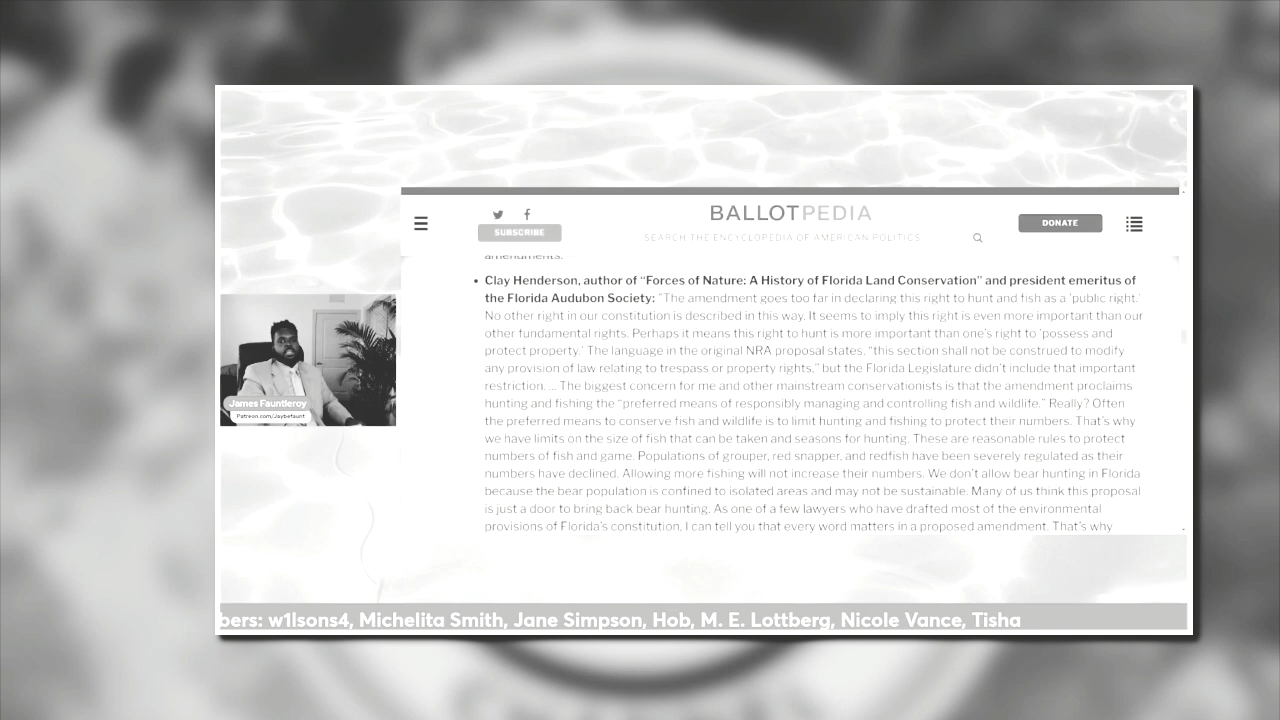 BALLOTPEDIA
SUBSCRIBE
DONATE
SEARCH THE ENCYCLOPEDIA OF AMERICAN POLITICS
amendments.
• Clay Henderson, author of “Forces of Nature: A History of Florida Land Conservation” and president emeritus of
the Florida Audubon Society: "The amendment goes too far in declaring this right to hunt and fish as a 'public right.'
No other right in our constitution is described in this way. It seems to imply this right is even more important than our
other fundamental rights. Perhaps it means this right to hunt is more important than one’s right to ‘possess and
protect property.’ The language in the original NRA proposal states, “this section shall not be construed to modify
any provision of law relating to trespass or property rights,” but the Florida Legislature didn’t include that important
restriction. ... The biggest concern for me and other mainstream conservationists is that the amendment proclaims
hunting and fishing the “preferred means of responsibly managing and controlling fish and wildlife.” Really? Often
the preferred means to conserve fish and wildlife is to limit hunting and fishing to protect their numbers. That’s why
we have limits on the size of fish that can be taken and seasons for hunting. These are reasonable rules to protect
numbers of fish and game. Populations of grouper, red snapper, and redfish have been severely regulated as their
numbers have declined. Allowing more fishing will not increase their numbers. We don’t allow bear hunting in Florida
because the bear population is confined to isolated areas and may not be sustainable. Many of us think this proposal
is just a door to bring back bear hunting. As one of a few lawyers who have drafted most of the environmental
provisions of Florida’s constitution, I can tell you that every word matters in a proposed amendment. That’s why
James Fauntleroy
Patreon.com/Jaybefaunt
bers: w1lsons4, Michelita Smith, Jane Simpson, Hob, M. E. Lottberg, Nicole Vance, Tisha